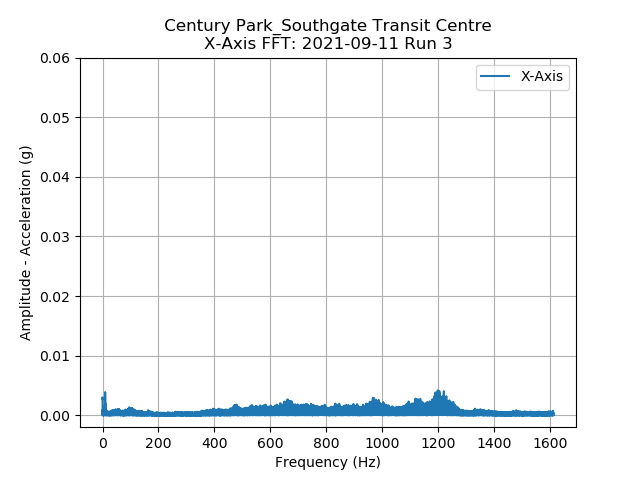 Century Park_Southgate Transit Centre
X-Axis FFT: 2021-09-11 Run 3
X-Axis
0.06
0.05
0.04
0.03
0.02
0.01
0.00
Amplitude - Acceleration (g)
0 200 400 600 800 1000 1200 1400 1600
Frequency (Hz)